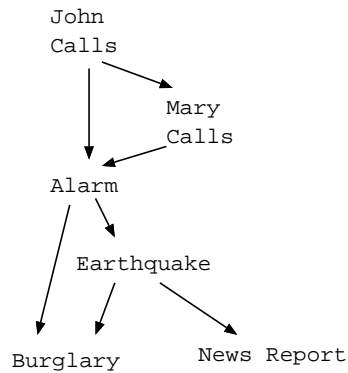 John
Calls
Mary
Calls
Alarm
Earthquake
Burglary
News Report